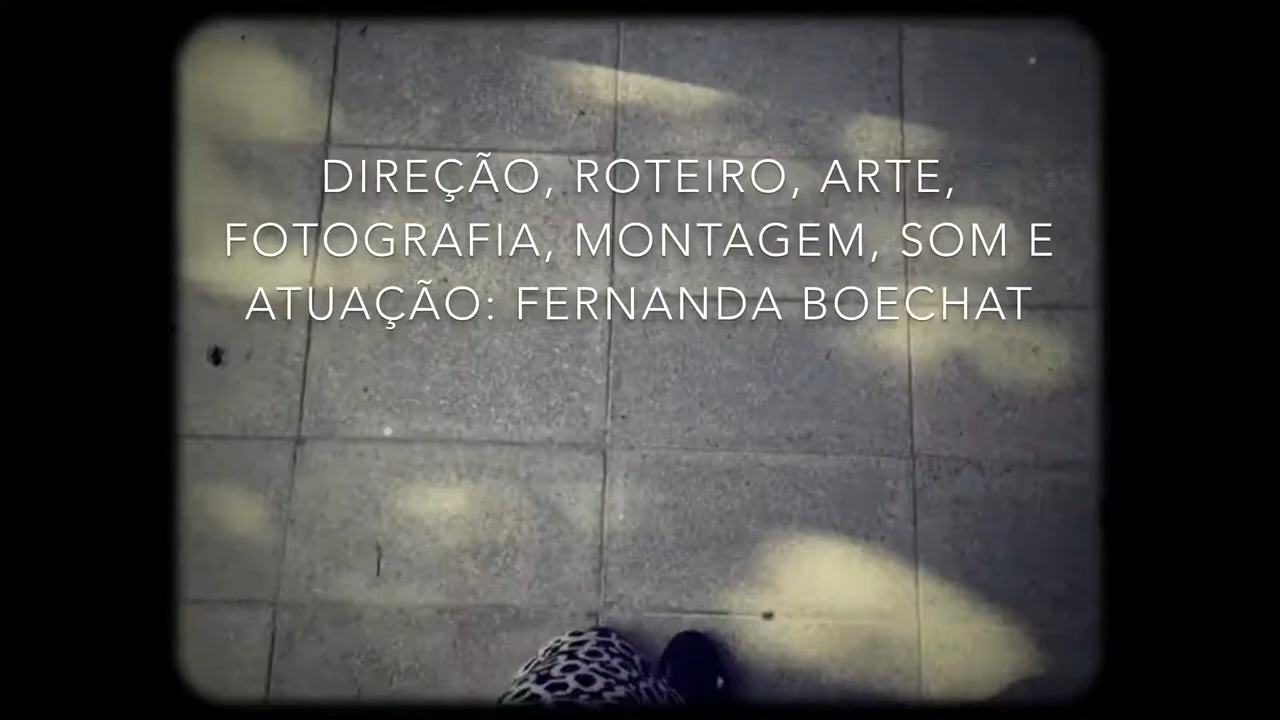 DIREÇÃO, ROTEIRO, ARTE,
FOTOGRAFIA, MONTAGEM, SOM E
ATUAÇÃO: FERNANDA BOECHAT